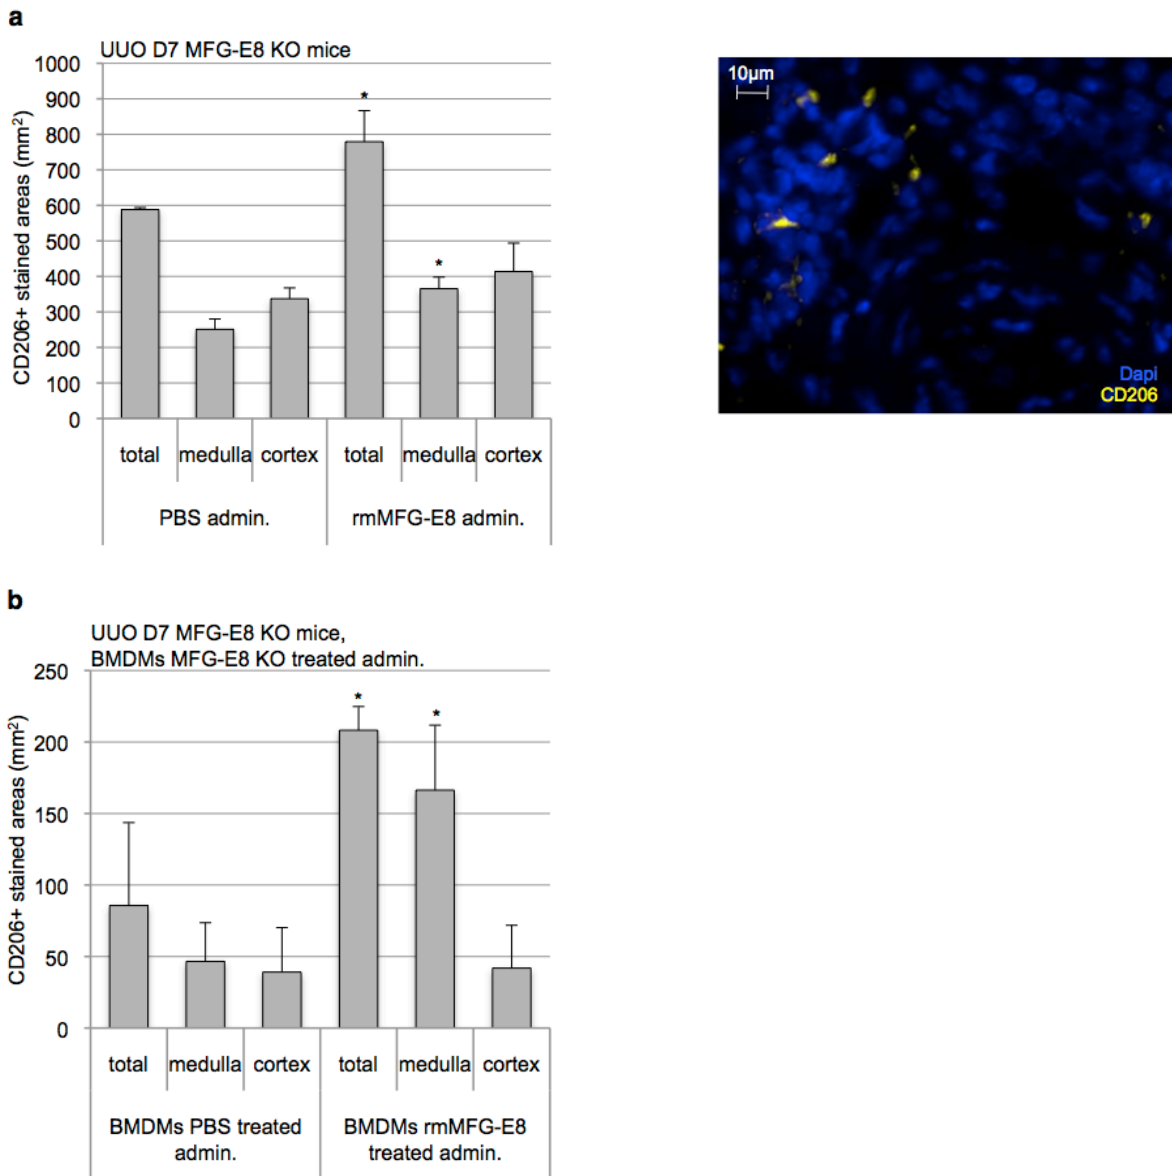 a
UUO D7 MFG-E8 KO mice
1000
900
800
700
600
500
400
300
200
100
0
CD206+ stained areas (mm²)
*
*
total medulla cortex total medulla cortex
PBS admin. rmMFG-E8 admin.
10µm
Dapi
CD206
b
UUO D7 MFG-E8 KO mice,
BMDMs MFG-E8 KO treated admin.
250
200
150
100
50
0
CD206+ stained areas (mm²)
*
*
total medulla cortex total medulla cortex
BMDMs PBS treated
admin.
BMDMs rmMFG-E8
treated admin.